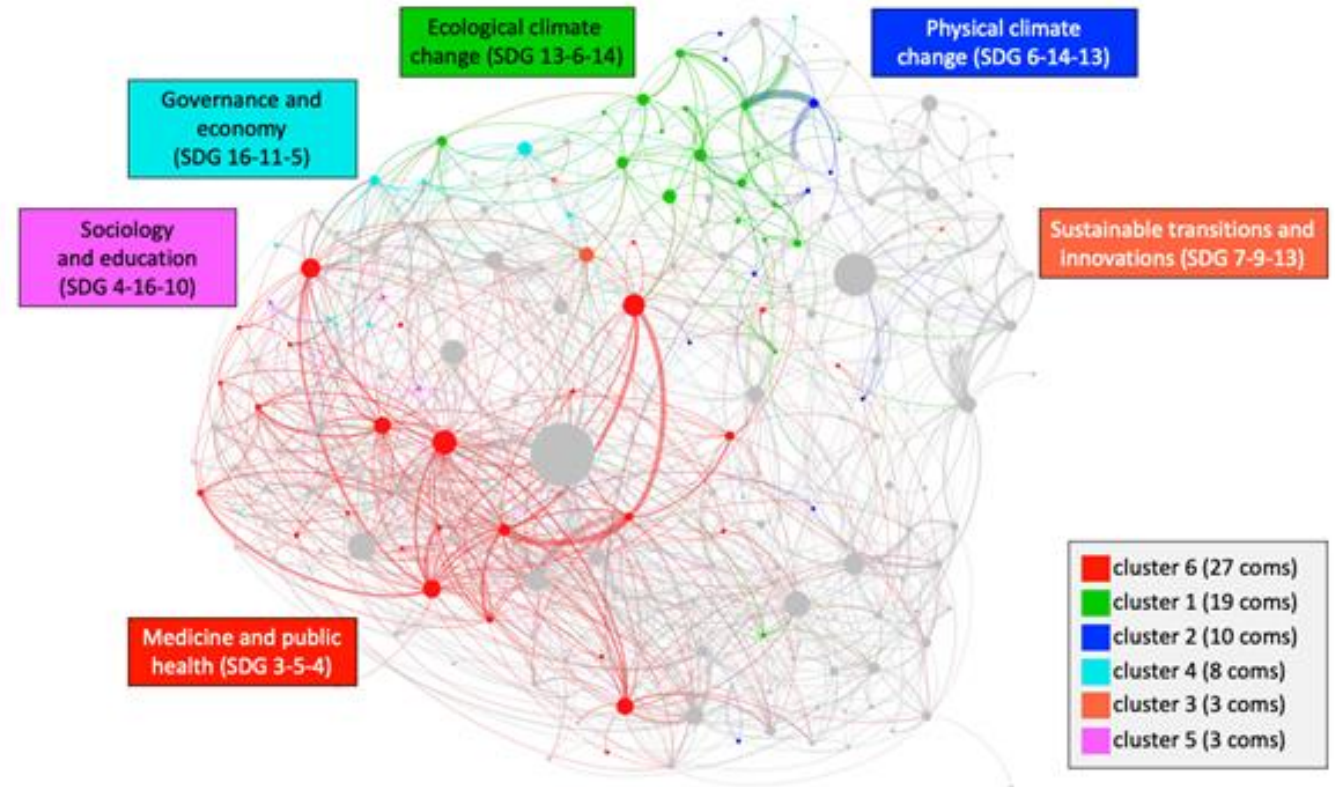 Ecological climate
change (SDG 13-6-14)
Physical climate
change (SDG 6-14-13)
Governance and
economy
(SDG 16-11-5)
Sociology
and education
(SDG 4-16-10)
Sustainable transitions and
innovations (SDG 7-9-13)
Medicine and public
health (SDG 3-5-4)
cluster 6 (27 coms)
cluster 1 (19 coms)
cluster 2 (10 coms)
cluster 4 (8 coms)
cluster 3 (3 coms)
cluster 5 (3 coms)